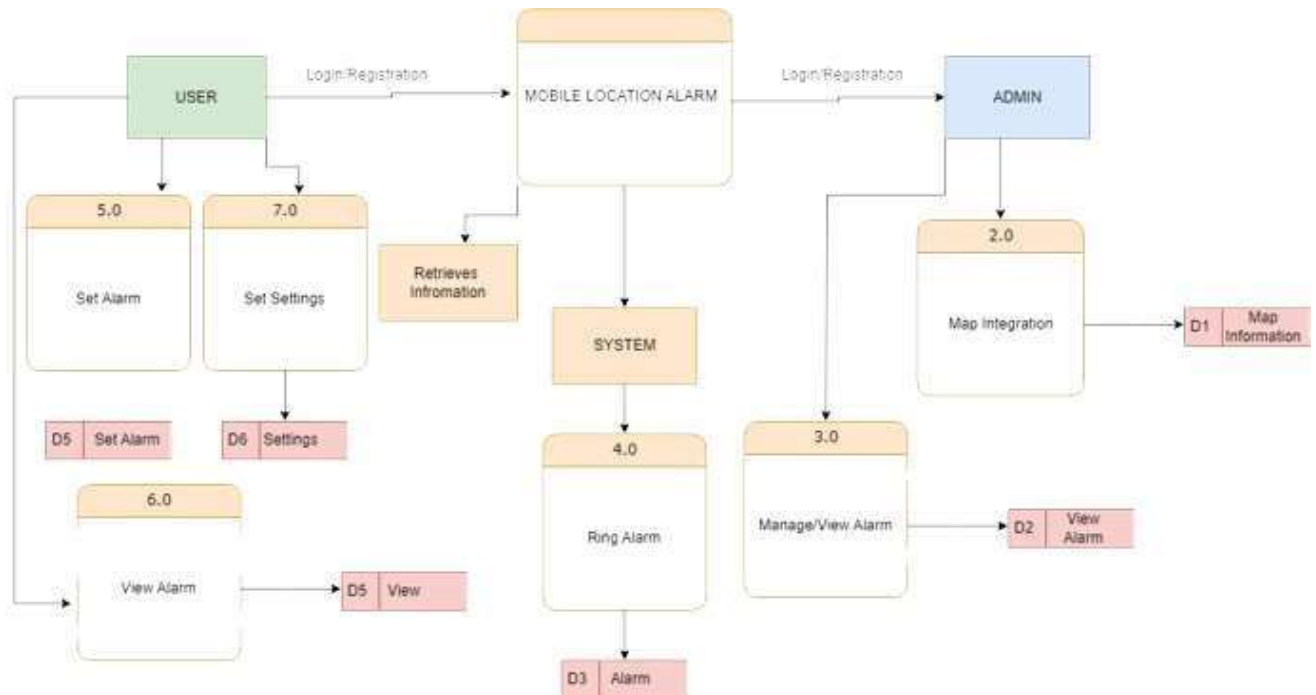 USER
Login/Registration
MOBILE LOCATION ALARM
Login/Registration
ADMIN
5.0
Set Alarm
7.0
Set Settings
Retrieves
Infromation
SYSTEM
2.0
Map Integration
D1
Map
Information
D5
Set Alarm
D6
Settings
4.0
Ring Alarm
3.0
Manage/View Alarm
D2
View
Alarm
6.0
View Alarm
D5
View
D3
Alarm